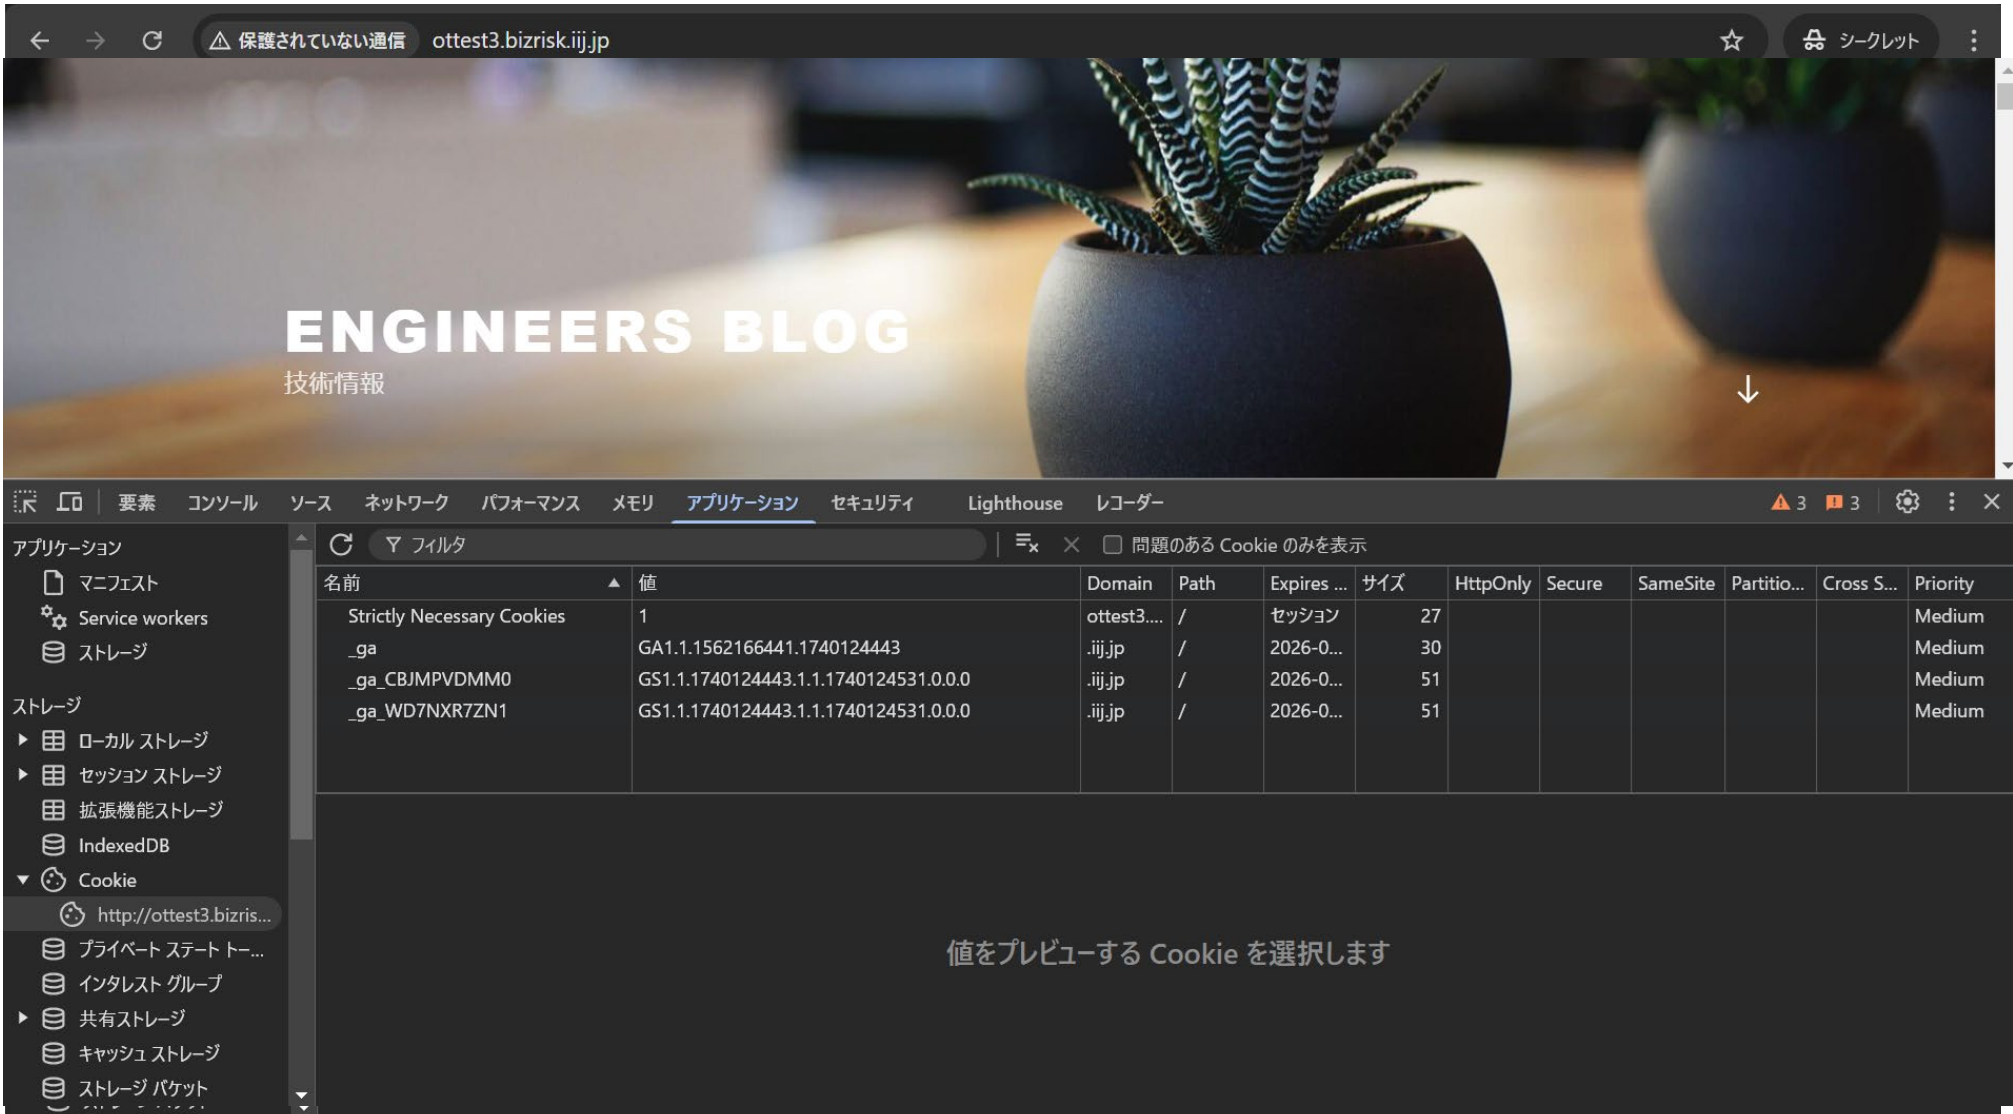 保護されていない通信 ottest3.bizrisk.iij.jp シークレット
ENGINEERS BLOG
技術情報
要素 コンソール ソース ネットワーク パフォーマンス メモリ アプリケーション セキュリティ Lighthouse レコーダー 3 3
アプリケーション
マニフェスト
Service workers
ストレージ
ストレージ
ローカル ストレージ
セッション ストレージ
拡張機能ストレージ
IndexedDB
Cookie
http://ottest3.bizris...
プライベート ステート トー...
インタレスト グループ
共有ストレージ
キャッシュ ストレージ
ストレージ バケット
フィルタ 問題のある Cookie のみを表示
名前 値 Domain Path Expires ... サイズ HttpOnly Secure SameSite Partitio... Cross S... Priority
Strictly Necessary Cookies 1 ottest3.... / セッション 27 Medium
_ga GA1.1.1562166441.1740124443 .iij.jp / 2026-0... 30 Medium
_ga_CBJMPVDMM0 GS1.1.1740124443.1.1.1740124531.0.0.0 .iij.jp / 2026-0... 51 Medium
_ga_WD7NXR7ZN1 GS1.1.1740124443.1.1.1740124531.0.0.0 .iij.jp / 2026-0... 51 Medium
値をプレビューする Cookie を選択します